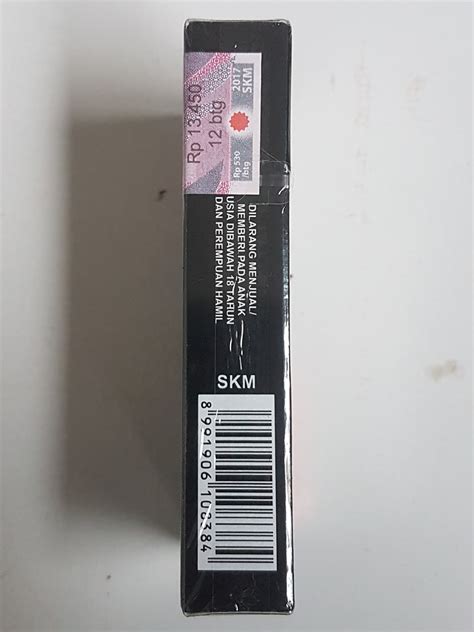 Rp 13.450
12 btg
Rp 530
/btg
2017
SKM
DILARANG MENJUAL/
MEMBERI PADA ANAK
USIA DIBAWAH 18 TAHUN
DAN PEREMPUAN HAMIL
SKM
8 991906 108384